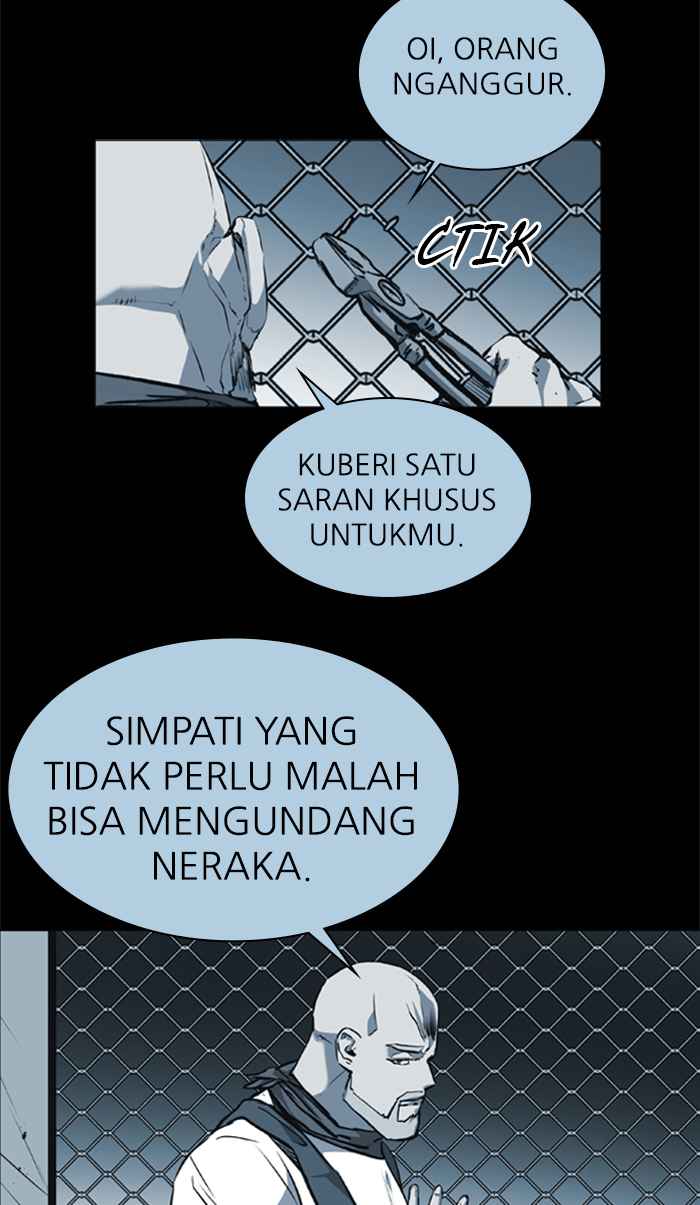 OI, ORANG
NGANGGUR.
CTIK
KUBERI SATU
SARAN KHUSUS
UNTUKMU.
SIMPATI YANG
TIDAK PERLU MALAH
BISA MENGUNDANG
NERAKA.